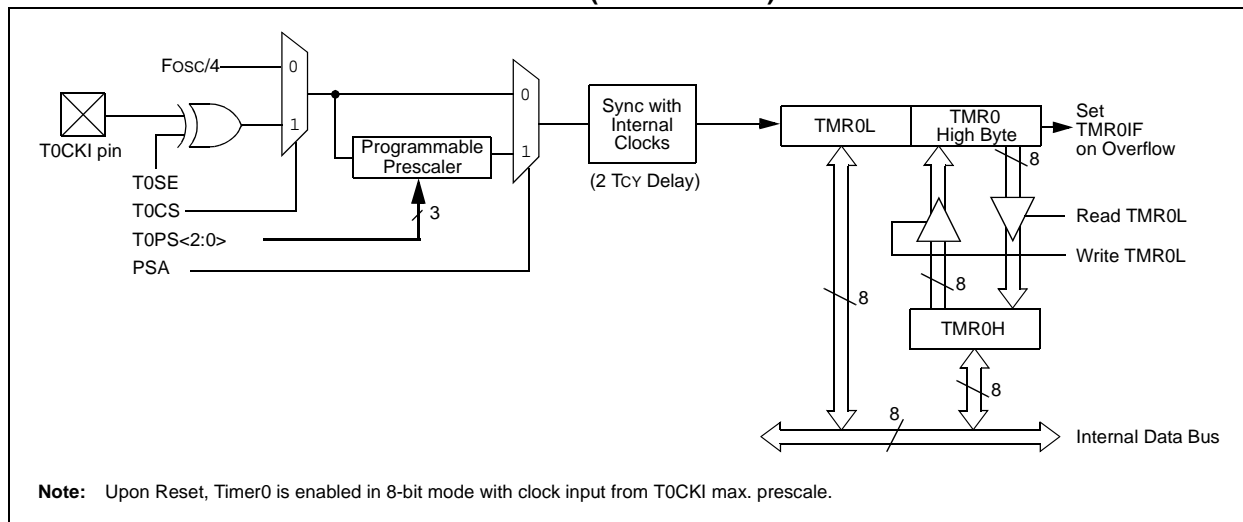 FOSC/4
0
1
T0CKI pin
T0SE
T0CS
T0PS<2:0>
PSA
Programmable
Prescaler
3
0
1
Sync with
Internal
Clocks
(2 TCY Delay)
TMR0L
TMR0
High Byte
Set
TMR0IF
on Overflow
8
Read TMR0L
Write TMR0L
8
8
TMR0H
8
8
Internal Data Bus
Note: Upon Reset, Timer0 is enabled in 8-bit mode with clock input from T0CKI max. prescale.